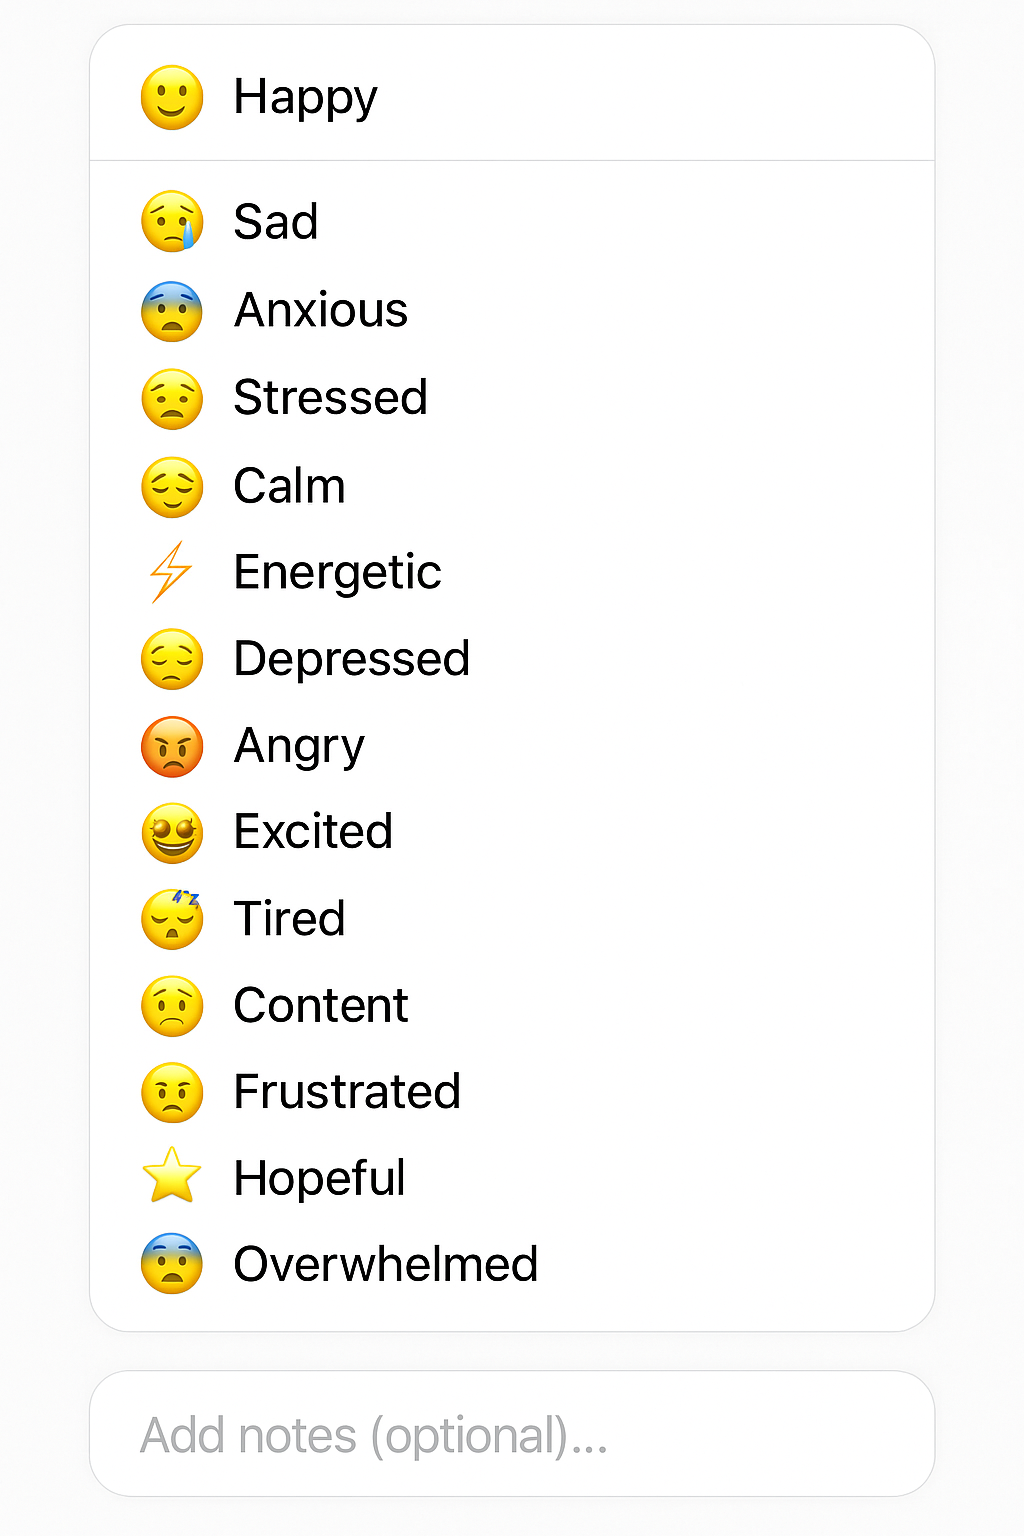 Happy
Sad
Anxious
Stressed
Calm
Energetic
Depressed
Angry
Excited
Tired
Content
Frustrated
Hopeful
Overwhelmed
Add notes (optional)...